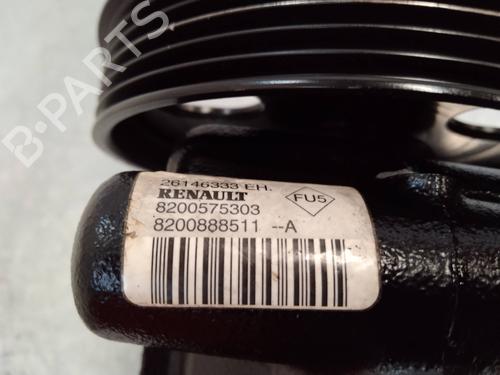 B-PARTS
26146333 EH.
RENAULT
FU5
8200575303
8200888511 --A